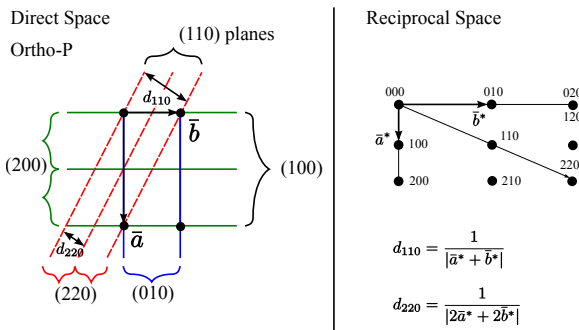 Direct Space
Ortho-P
(110) planes
d₁₁₀
b̄
(200)
(100)
ā
d₂₂₀
(220)
(010)
Reciprocal Space
000 010 020
b̄* 120
ā* 100 110
220
200 210
d₁₁₀ = 1 / |ā* + b̄*|
d₂₂₀ = 1 / |2ā* + 2b̄*|